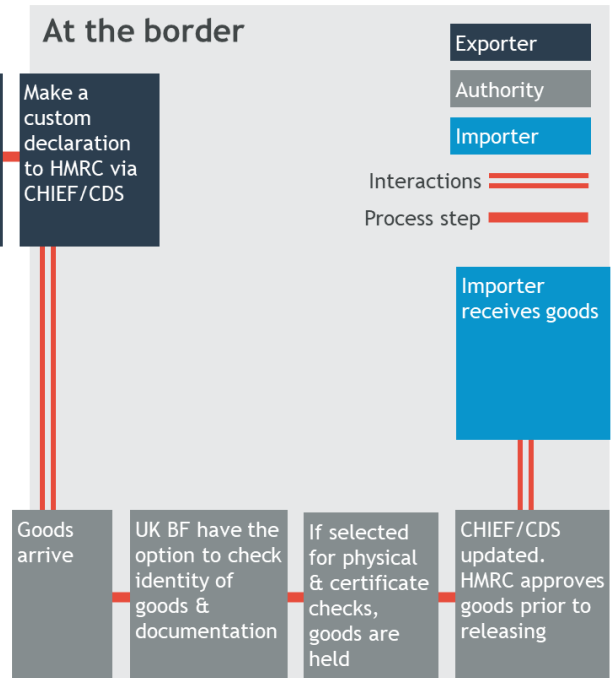 At the border
Exporter
Authority
Importer
Interactions
Process step
Make a
custom
declaration
to HMRC via
CHIEF/CDS
Importer
receives goods
Goods
arrive
UK BF have the
option to check
identity of
goods &
documentation
If selected
for physical
& certificate
checks,
goods are
held
CHIEF/CDS
updated.
HMRC approves
goods prior to
releasing